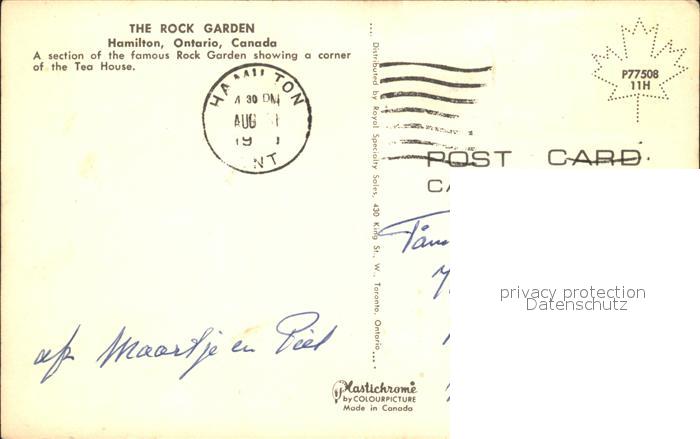 THE ROCK GARDEN
Hamilton, Ontario, Canada
A section of the famous Rock Garden showing a corner
of the Tea House.
HAMILTON
4 30 PM
AUG
19
ONT
Distributed by Royal Specialty Sales, 430 King St., W., Toronto, Ontario
P77508
11H
POST CARD
privacy protection
Datenschutz
Maartje en Piet
Plastichrome
by COLOURPICTURE
Made in Canada